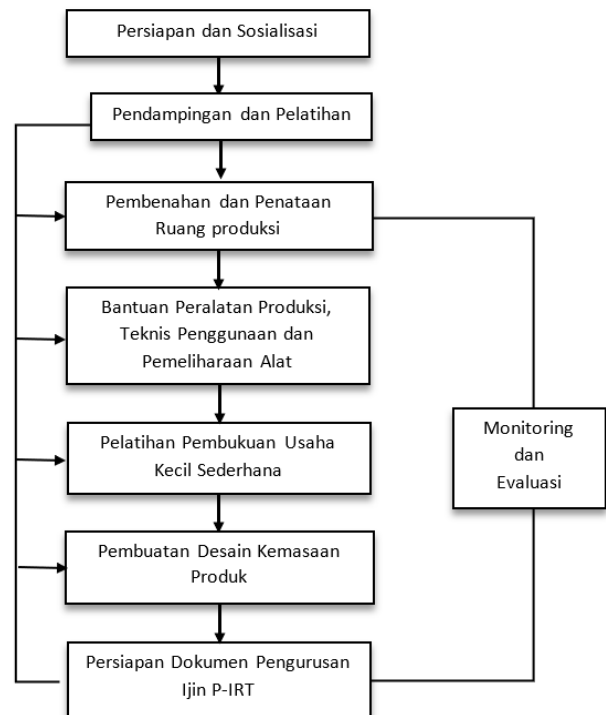 Persiapan dan Sosialisasi
Pendampingan dan Pelatihan
Pembenahan dan Penataan
Ruang produksi
Bantuan Peralatan Produksi,
Teknis Penggunaan dan
Pemeliharaan Alat
Pelatihan Pembukuan Usaha
Kecil Sederhana
Monitoring
dan
Evaluasi
Pembuatan Desain Kemasaan
Produk
Persiapan Dokumen Pengurusan
Ijin P-IRT